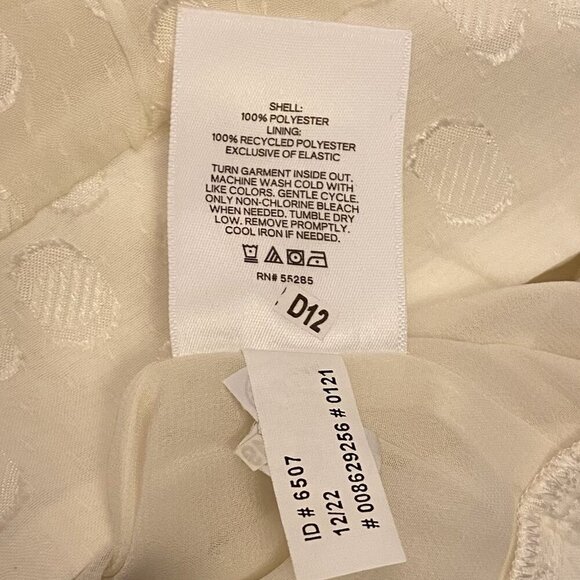 SHELL:
100% POLYESTER
LINING:
100% RECYCLED POLYESTER
EXCLUSIVE OF ELASTIC
TURN GARMENT INSIDE OUT.
MACHINE WASH COLD WITH
LIKE COLORS. GENTLE CYCLE.
ONLY NON-CHLORINE BLEACH
WHEN NEEDED. TUMBLE DRY
LOW. REMOVE PROMPTLY.
COOL IRON IF NEEDED.
RN# 55285
D12
ID # 6507
12/22
# 008629256 # 0121